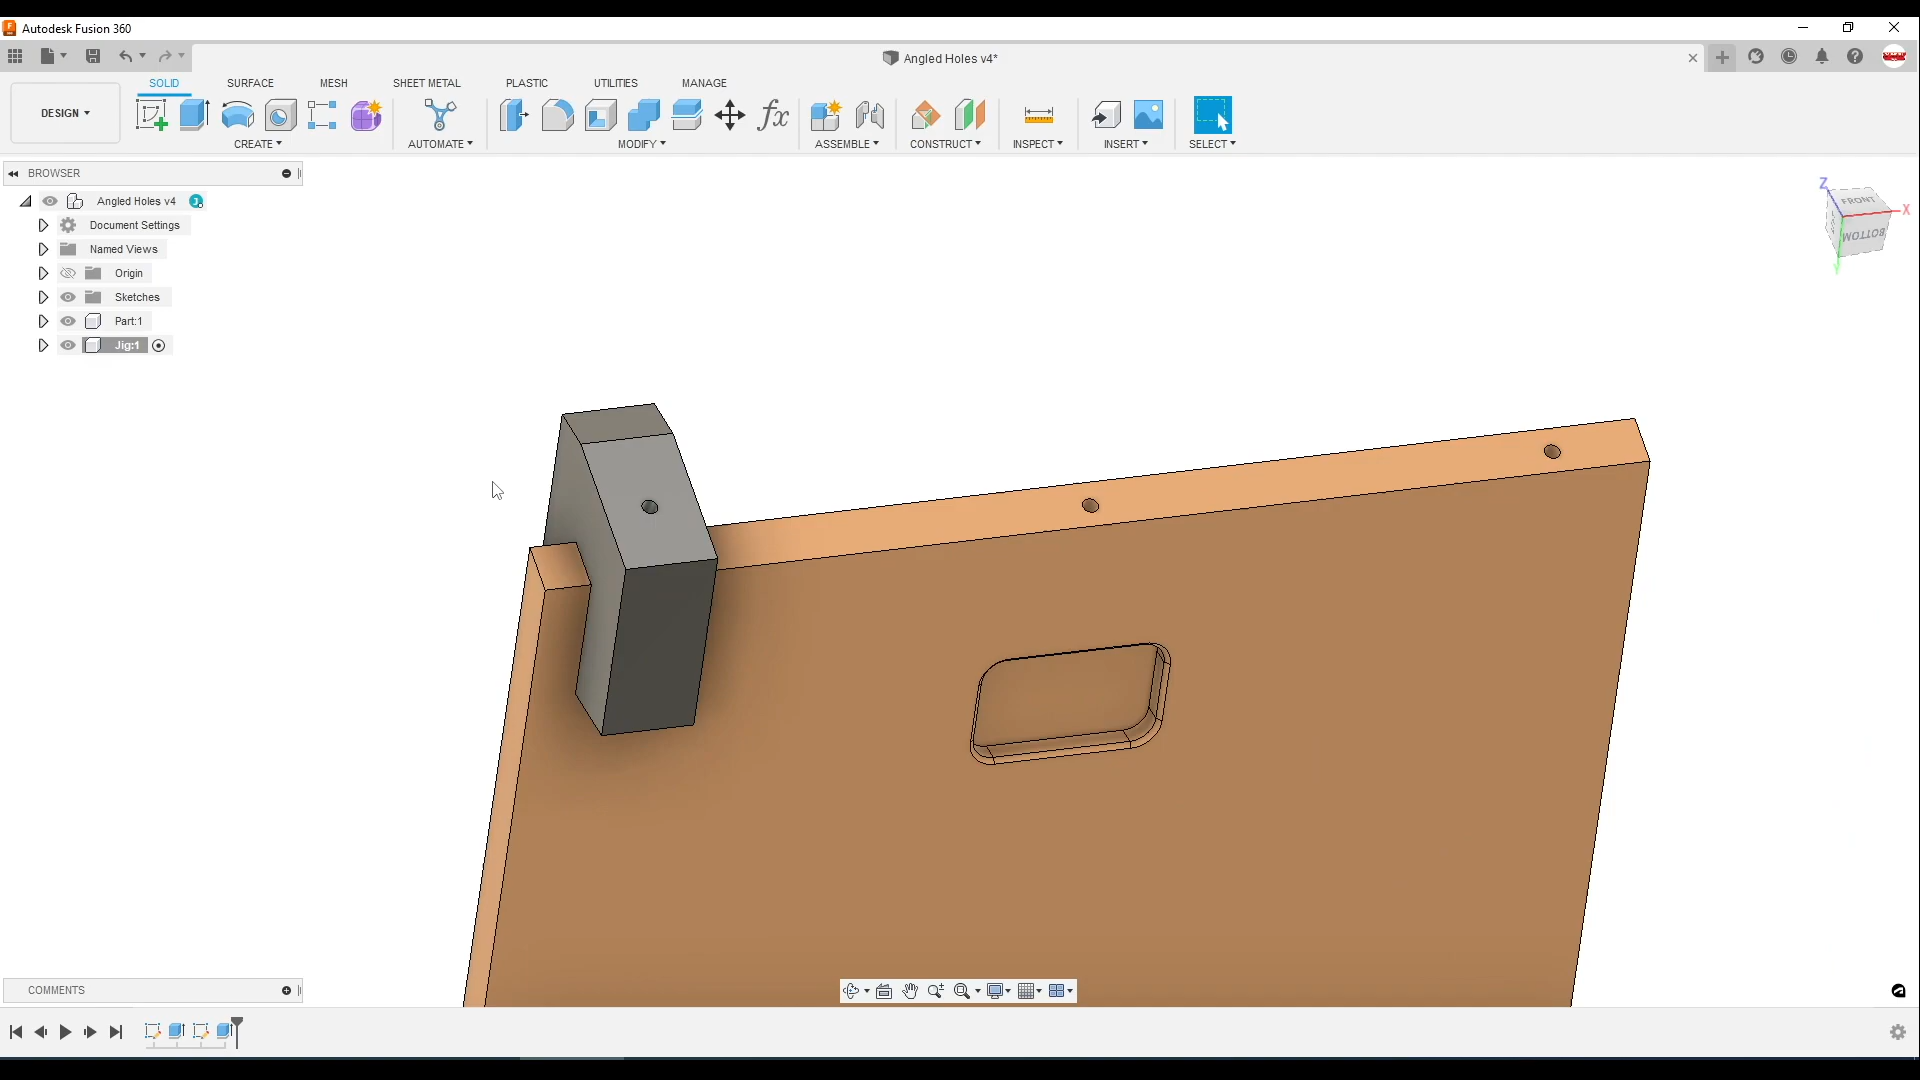 Autodesk Fusion 360
Angled Holes v4*
DESIGN
SOLID
SURFACE
MESH
SHEET METAL
PLASTIC
UTILITIES
MANAGE
fx
CREATE
AUTOMATE
MODIFY
ASSEMBLE
CONSTRUCT
INSPECT
INSERT
SELECT
BROWSER
Angled Holes v4
Document Settings
Named Views
Origin
Sketches
Part:1
Jig:1
Z
X
Y
FRONT
BOTTOM
COMMENTS